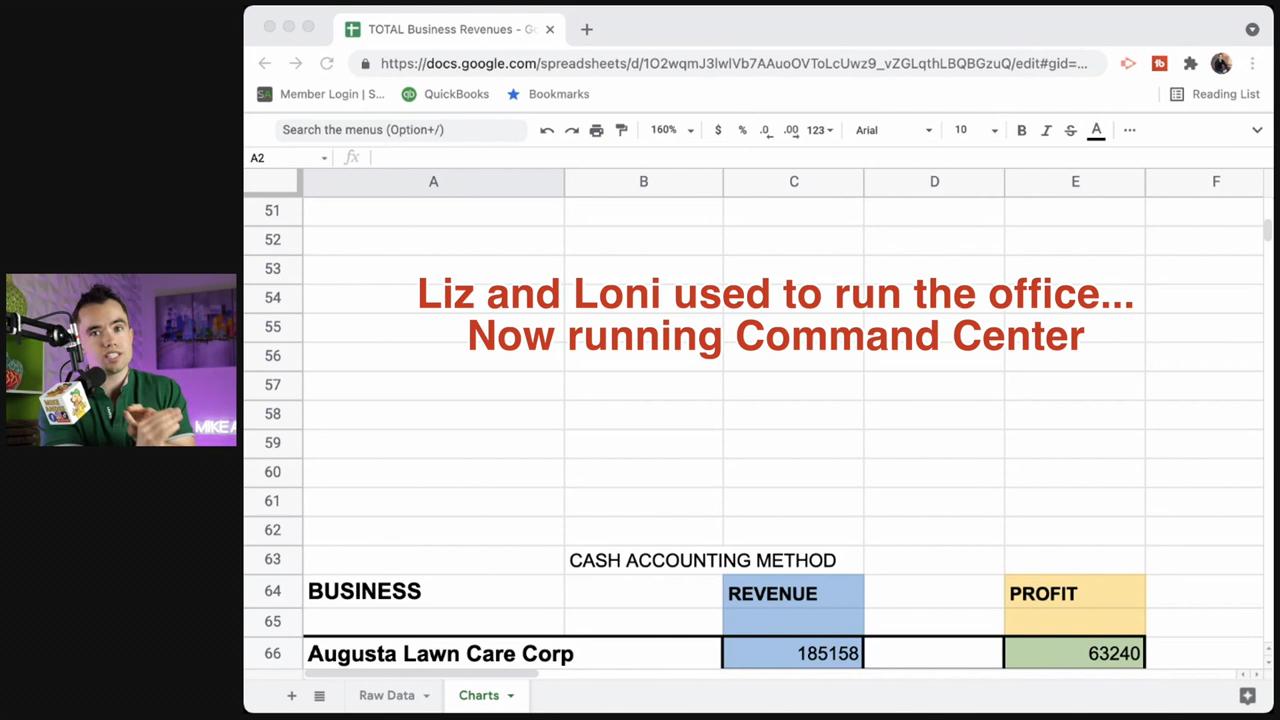 TOTAL Business Revenues - Go
https://docs.google.com/spreadsheets/d/1O2wqmJ3lwlVb7AAuoOVToLcUwz9_vZGLqthLBQBGzuQ/edit#gid=...
Member Login | S... QuickBooks Bookmarks Reading List
Search the menus (Option+/) 160% $ % .0 .00 123 Arial 10 B I S A
A2 fx
A B C D E F
51
52
53
Liz and Loni used to run the office...
54
Now running Command Center
55
56
57
58
59
60
61
62
63 CASH ACCOUNTING METHOD
64 BUSINESS REVENUE PROFIT
65
66 Augusta Lawn Care Corp 185158 63240
Raw Data Charts
MIKE A